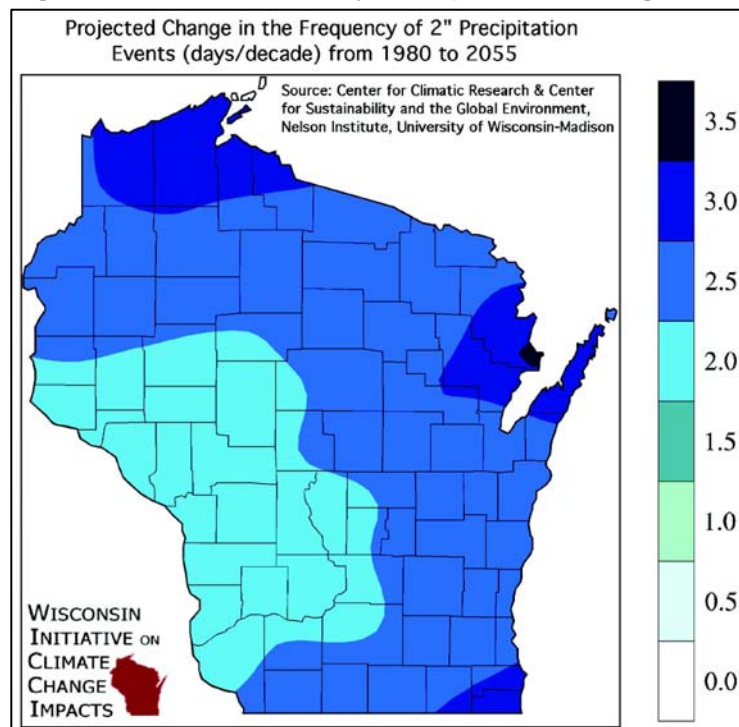 Projected Change in the Frequency of 2" Precipitation
Events (days/decade) from 1980 to 2055
Source: Center for Climatic Research & Center
for Sustainability and the Global Environment,
Nelson Institute, University of Wisconsin-Madison
3.5
3.0
2.5
2.0
1.5
1.0
0.5
0.0
WISCONSIN
INITIATIVE ON
CLIMATE
CHANGE
IMPACTS